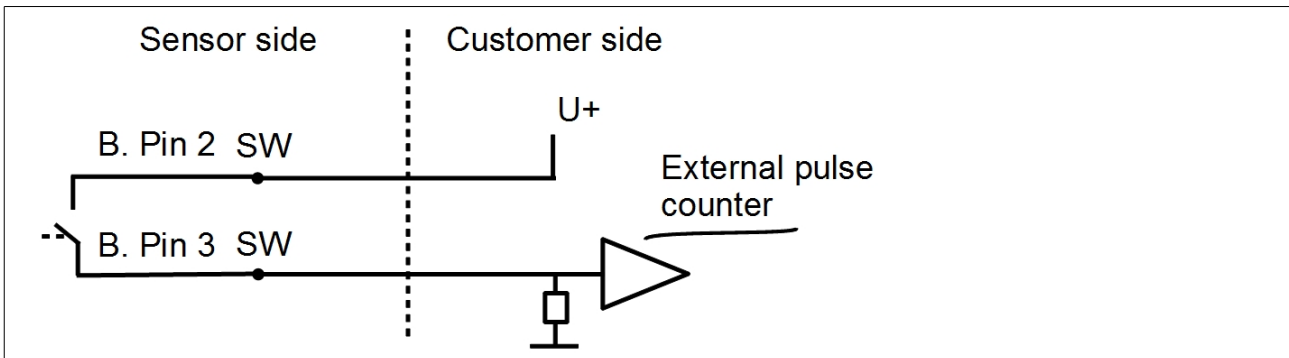 Sensor side
Customer side
U+
B. Pin 2 SW
External pulse
counter
B. Pin 3 SW